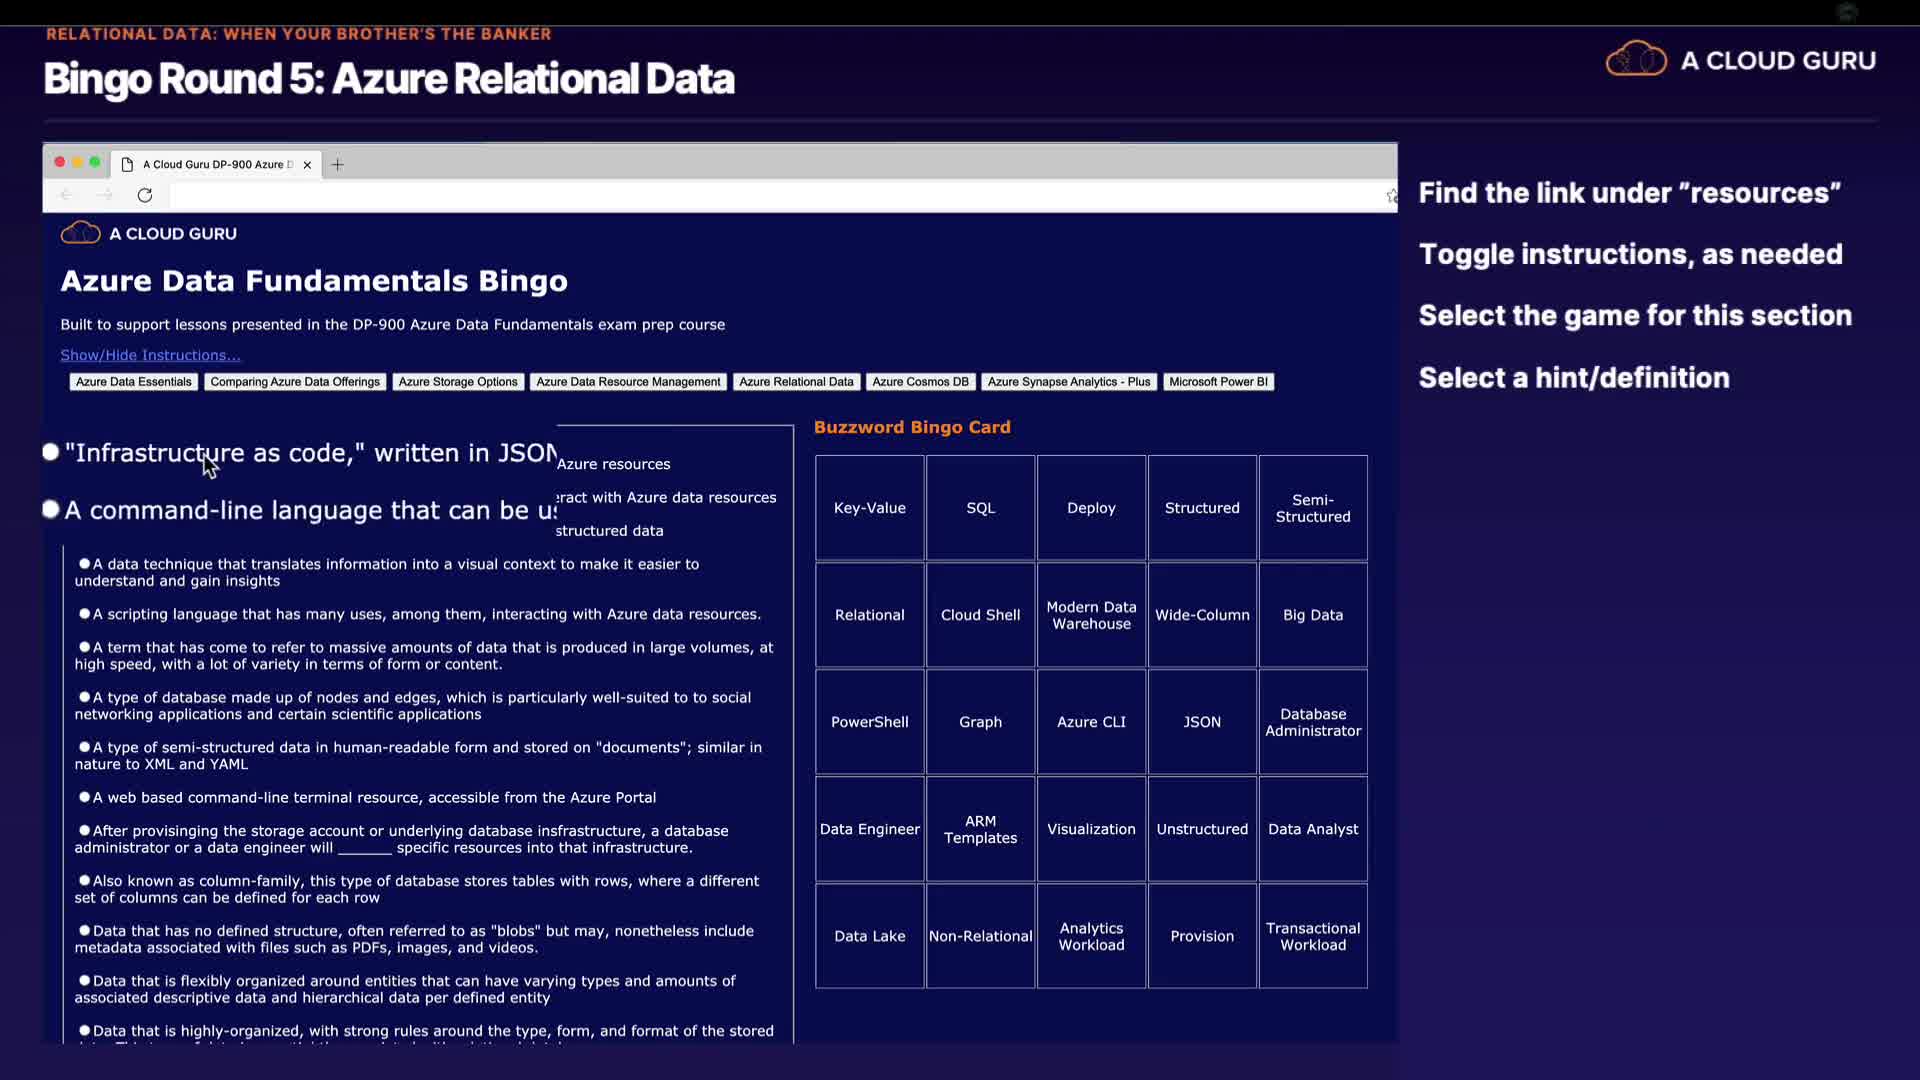 RELATIONAL DATA: WHEN YOUR BROTHER'S THE BANKER
Bingo Round 5: Azure Relational Data
A CLOUD GURU
A Cloud Guru DP-900 Azure D
A CLOUD GURU
Azure Data Fundamentals Bingo
Built to support lessons presented in the DP-900 Azure Data Fundamentals exam prep course
Show/Hide Instructions...
Azure Data Essentials
Comparing Azure Data Offerings
Azure Storage Options
Azure Data Resource Management
Azure Relational Data
Azure Cosmos DB
Azure Synapse Analytics - Plus
Microsoft Power BI
"Infrastructure as code," written in JSON
Azure resources
eract with Azure data resources
A command-line language that can be us
structured data
A data technique that translates information into a visual context to make it easier to
understand and gain insights
A scripting language that has many uses, among them, interacting with Azure data resources.
A term that has come to refer to massive amounts of data that is produced in large volumes, at
high speed, with a lot of variety in terms of form or content.
A type of database made up of nodes and edges, which is particularly well-suited to to social
networking applications and certain scientific applications
A type of semi-structured data in human-readable form and stored on "documents"; similar in
nature to XML and YAML
A web based command-line terminal resource, accessible from the Azure Portal
After provisinging the storage account or underlying database insfrastructure, a database
administrator or a data engineer will _______ specific resources into that infrastructure.
Also known as column-family, this type of database stores tables with rows, where a different
set of columns can be defined for each row
Data that has no defined structure, often referred to as "blobs" but may, nonetheless include
metadata associated with files such as PDFs, images, and videos.
Data that is flexibly organized around entities that can have varying types and amounts of
associated descriptive data and hierarchical data per defined entity
Data that is highly-organized, with strong rules around the type, form, and format of the stored
Buzzword Bingo Card
Key-Value
SQL
Deploy
Structured
Semi-
Structured
Relational
Cloud Shell
Modern Data
Warehouse
Wide-Column
Big Data
PowerShell
Graph
Azure CLI
JSON
Database
Administrator
Data Engineer
ARM
Templates
Visualization
Unstructured
Data Analyst
Data Lake
Non-Relational
Analytics
Workload
Provision
Transactional
Workload
Find the link under "resources"
Toggle instructions, as needed
Select the game for this section
Select a hint/definition